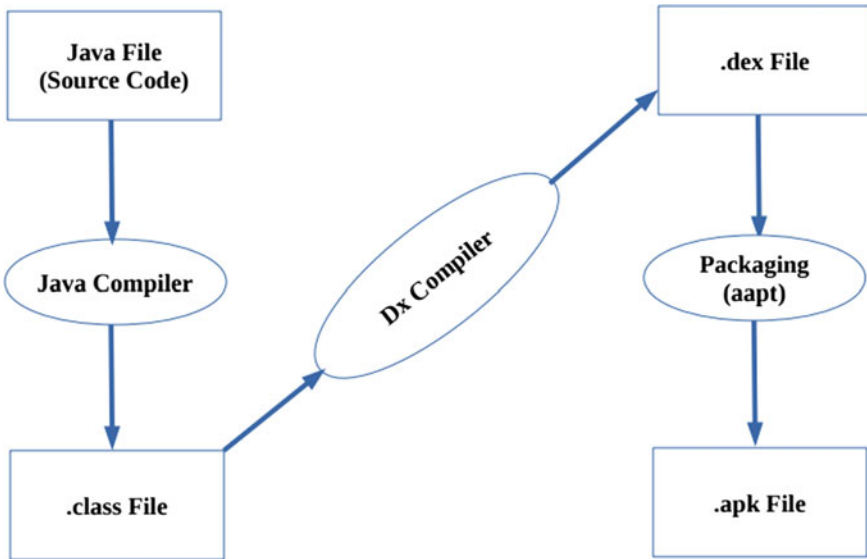 Java File
(Source Code)
Java Compiler
.class File
Dx Compiler
.dex File
Packaging
(aapt)
.apk File